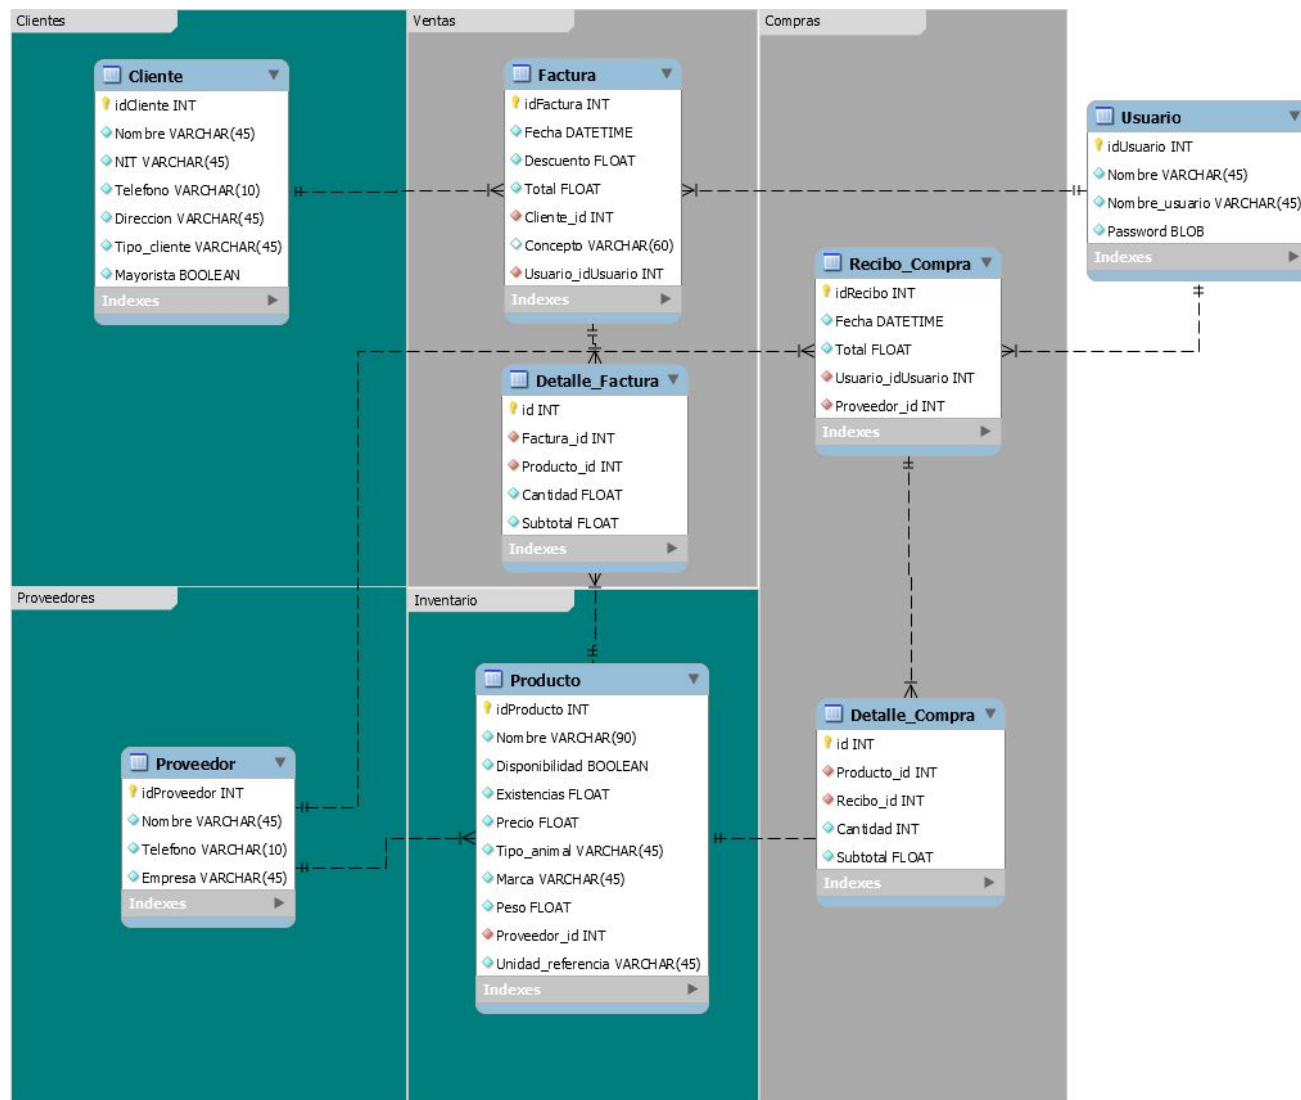 Clientes
Cliente
idCliente INT
Nombre VARCHAR(45)
NIT VARCHAR(45)
Telefono VARCHAR(10)
Direccion VARCHAR(45)
Tipo_cliente VARCHAR(45)
Mayorista BOOLEAN
Indexes
Ventas
Factura
idFactura INT
Fecha DATETIME
Descuento FLOAT
Total FLOAT
Cliente_id INT
Concepto VARCHAR(60)
Usuario_idUsuario INT
Indexes
Detalle_Factura
id INT
Factura_id INT
Producto_id INT
Cantidad FLOAT
Subtotal FLOAT
Indexes
Compras
Recibo_Compra
idRecibo INT
Fecha DATETIME
Total FLOAT
Usuario_idUsuario INT
Proveedor_id INT
Indexes
Detalle_Compra
id INT
Producto_id INT
Recibo_id INT
Cantidad INT
Subtotal FLOAT
Indexes
Usuario
idUsuario INT
Nombre VARCHAR(45)
Nombre_usuario VARCHAR(45)
Password BLOB
Indexes
Proveedores
Proveedor
idProveedor INT
Nombre VARCHAR(45)
Telefono VARCHAR(10)
Empresa VARCHAR(45)
Indexes
Inventario
Producto
idProducto INT
Nombre VARCHAR(90)
Disponibilidad BOOLEAN
Existencias FLOAT
Precio FLOAT
Tipo_animal VARCHAR(45)
Marca VARCHAR(45)
Peso FLOAT
Proveedor_id INT
Unidad_referencia VARCHAR(45)
Indexes